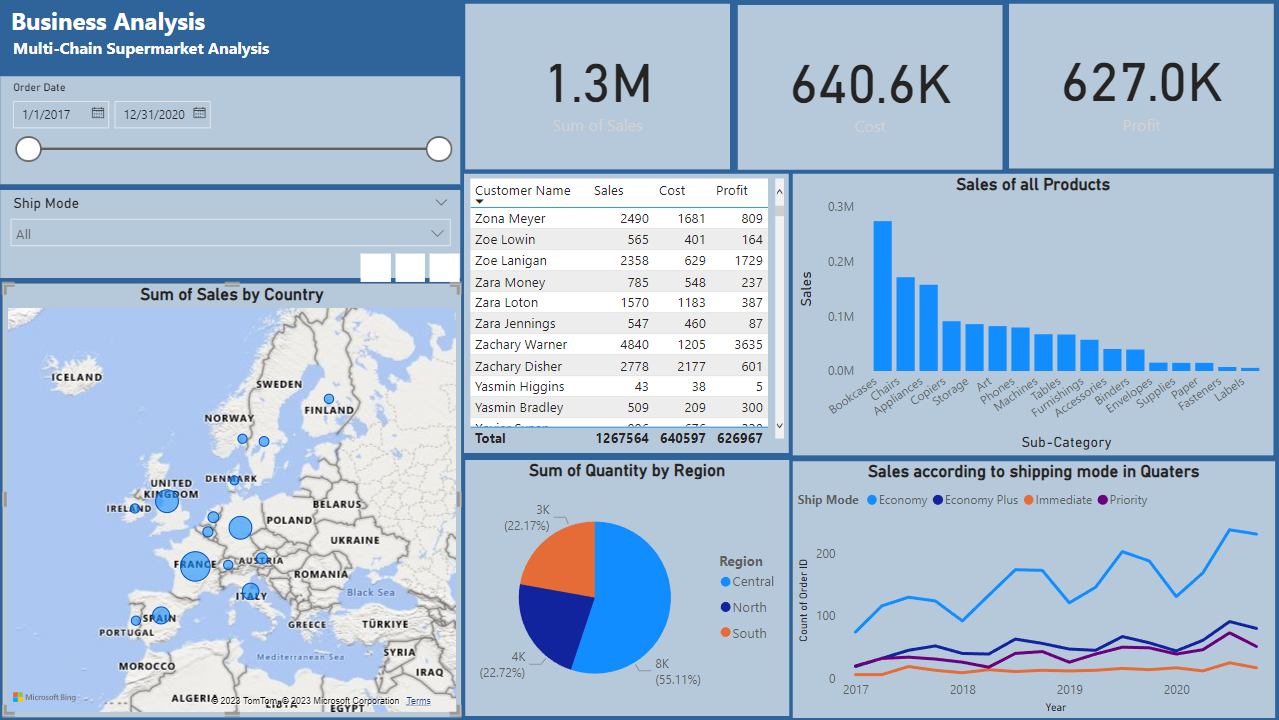 Business Analysis
Multi-Chain Supermarket Analysis
Order Date
1/1/2017 12/31/2020
Ship Mode
All
1.3M
Sum of Sales
640.6K
Cost
627.0K
Profit
Customer Name Sales Cost Profit
Zona Meyer 2490 1681 809
Zoe Lowin 565 401 164
Zoe Lanigan 2358 629 1729
Zara Money 785 548 237
Zara Loton 1570 1183 387
Zara Jennings 547 460 87
Zachary Warner 4840 1205 3635
Zachary Disher 2778 2177 601
Yasmin Higgins 43 38 5
Yasmin Bradley 509 209 300
Total 1267564 640597 626967
Sales of all Products
Sales
0.3M
0.2M
0.1M
0.0M
Bookcases
Chairs
Appliances
Copiers
Storage
Art
Phones
Machines
Tables
Furnishings
Accessories
Binders
Envelopes
Supplies
Paper
Fasteners
Labels
Sub-Category
Sum of Sales by Country
ICELAND
SWEDEN
FINLAND
NORWAY
DENMARK
UNITED
KINGDOM
IRELAND
BELARUS
POLAND
UKRAINE
FRANCE
AUSTRIA
ROMANIA
ITALY
Black Sea
SPAIN
PORTUGAL
GREECE
TÜRKIYE
Mediterranean Sea
SYRIA
MOROCCO
IRAQ
ALGERIA
LIBYA
EGYPT
Microsoft Bing
© 2023 TomTom, © 2023 Microsoft Corporation Terms
Sum of Quantity by Region
3K
(22.17%)
4K
(22.72%)
8K
(55.11%)
Region
Central
North
South
Sales according to shipping mode in Quaters
Ship Mode Economy Economy Plus Immediate Priority
Count of Order ID
200
100
0
2017 2018 2019 2020
Year